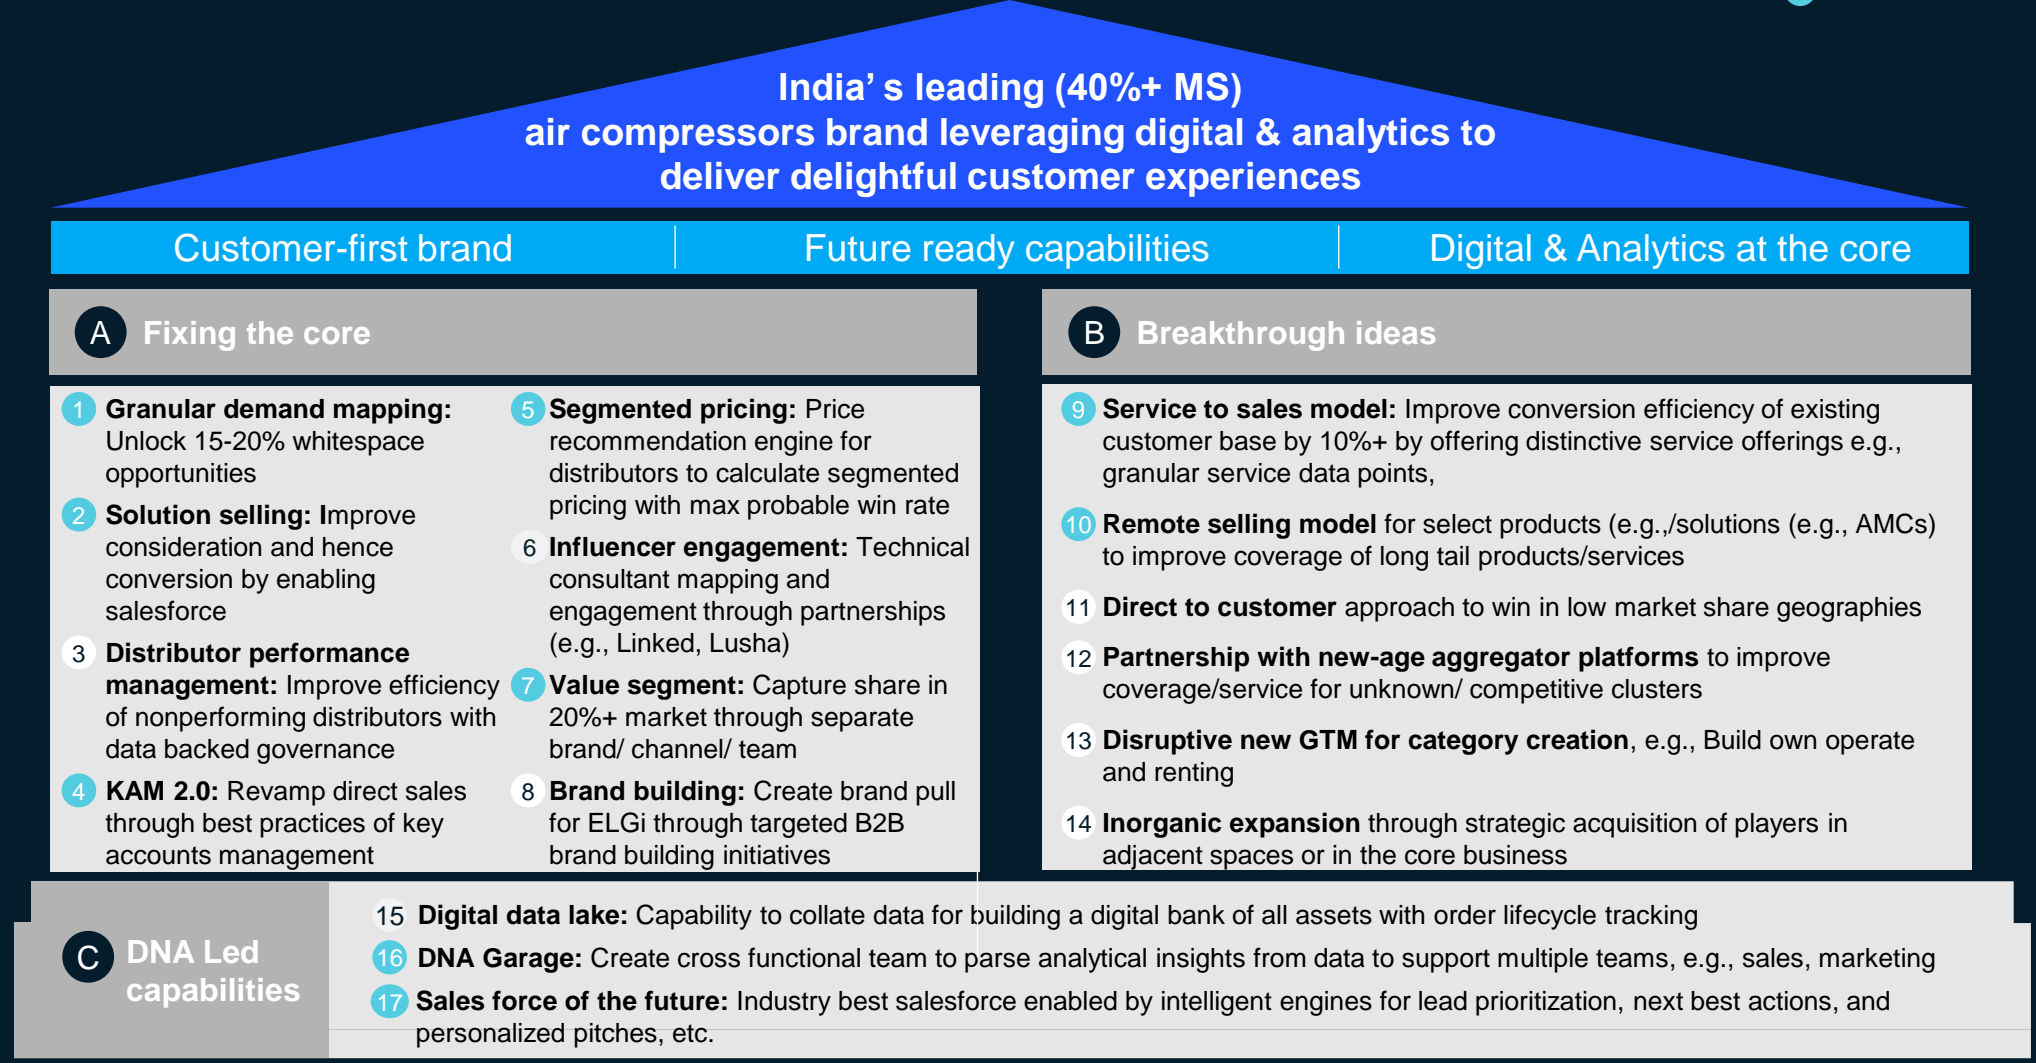 India’ s leading (40%+ MS)
air compressors brand leveraging digital & analytics to
deliver delightful customer experiences
Customer-first brand
Future ready capabilities
Digital & Analytics at the core
A Fixing the core
1 Granular demand mapping:
Unlock 15-20% whitespace
opportunities
2 Solution selling: Improve
consideration and hence
conversion by enabling
salesforce
3 Distributor performance
management: Improve efficiency
of nonperforming distributors with
data backed governance
4 KAM 2.0: Revamp direct sales
through best practices of key
accounts management
5 Segmented pricing: Price
recommendation engine for
distributors to calculate segmented
pricing with max probable win rate
6 Influencer engagement: Technical
consultant mapping and
engagement through partnerships
(e.g., Linked, Lusha)
7 Value segment: Capture share in
20%+ market through separate
brand/ channel/ team
8 Brand building: Create brand pull
for ELGi through targeted B2B
brand building initiatives
B Breakthrough ideas
9 Service to sales model: Improve conversion efficiency of existing
customer base by 10%+ by offering distinctive service offerings e.g.,
granular service data points,
10 Remote selling model for select products (e.g.,/solutions (e.g., AMCs)
to improve coverage of long tail products/services
11 Direct to customer approach to win in low market share geographies
12 Partnership with new-age aggregator platforms to improve
coverage/service for unknown/ competitive clusters
13 Disruptive new GTM for category creation, e.g., Build own operate
and renting
14 Inorganic expansion through strategic acquisition of players in
adjacent spaces or in the core business
C DNA Led
capabilities
15 Digital data lake: Capability to collate data for building a digital bank of all assets with order lifecycle tracking
16 DNA Garage: Create cross functional team to parse analytical insights from data to support multiple teams, e.g., sales, marketing
17 Sales force of the future: Industry best salesforce enabled by intelligent engines for lead prioritization, next best actions, and
personalized pitches, etc.